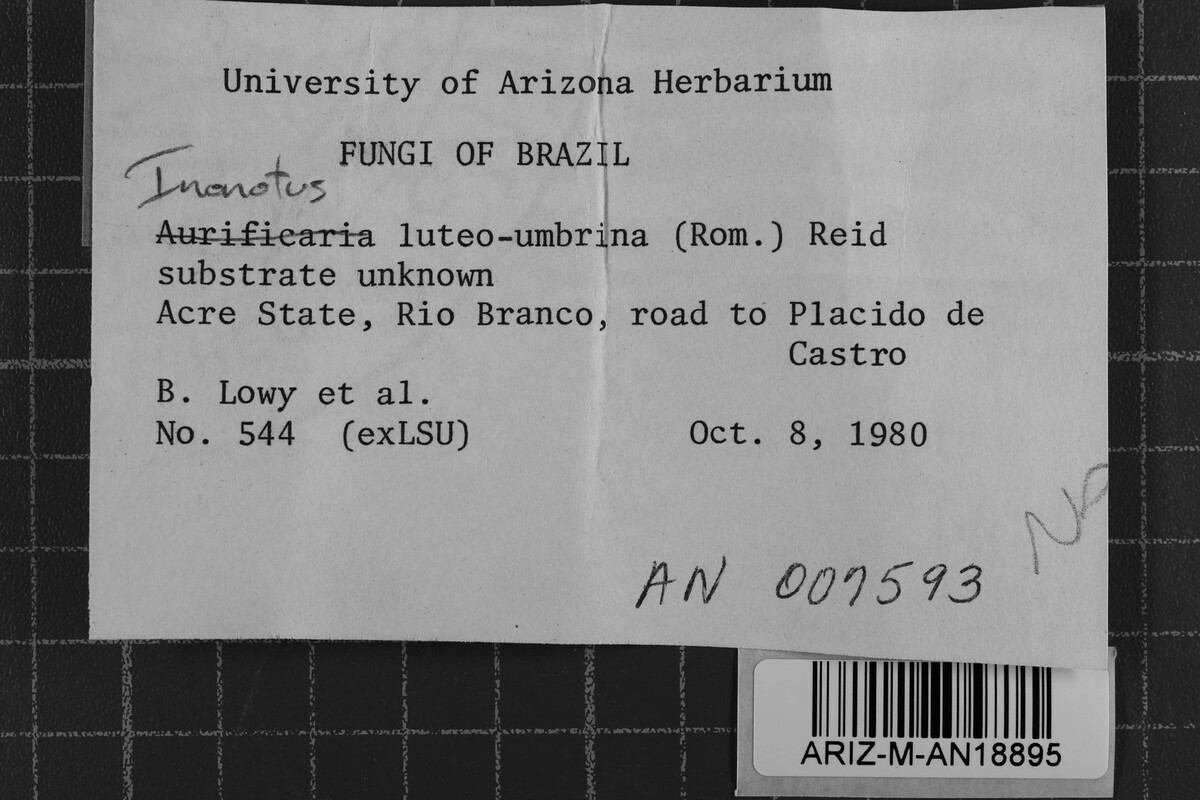 University of Arizona Herbarium
FUNGI OF BRAZIL
Inonotus
Aurificaria luteo-umbrina (Rom.) Reid
substrate unknown
Acre State, Rio Branco, road to Placido de
Castro
B. Lowy et al.
No. 544 (exLSU) Oct. 8, 1980
AN 007593
ARIZ-M-AN18895